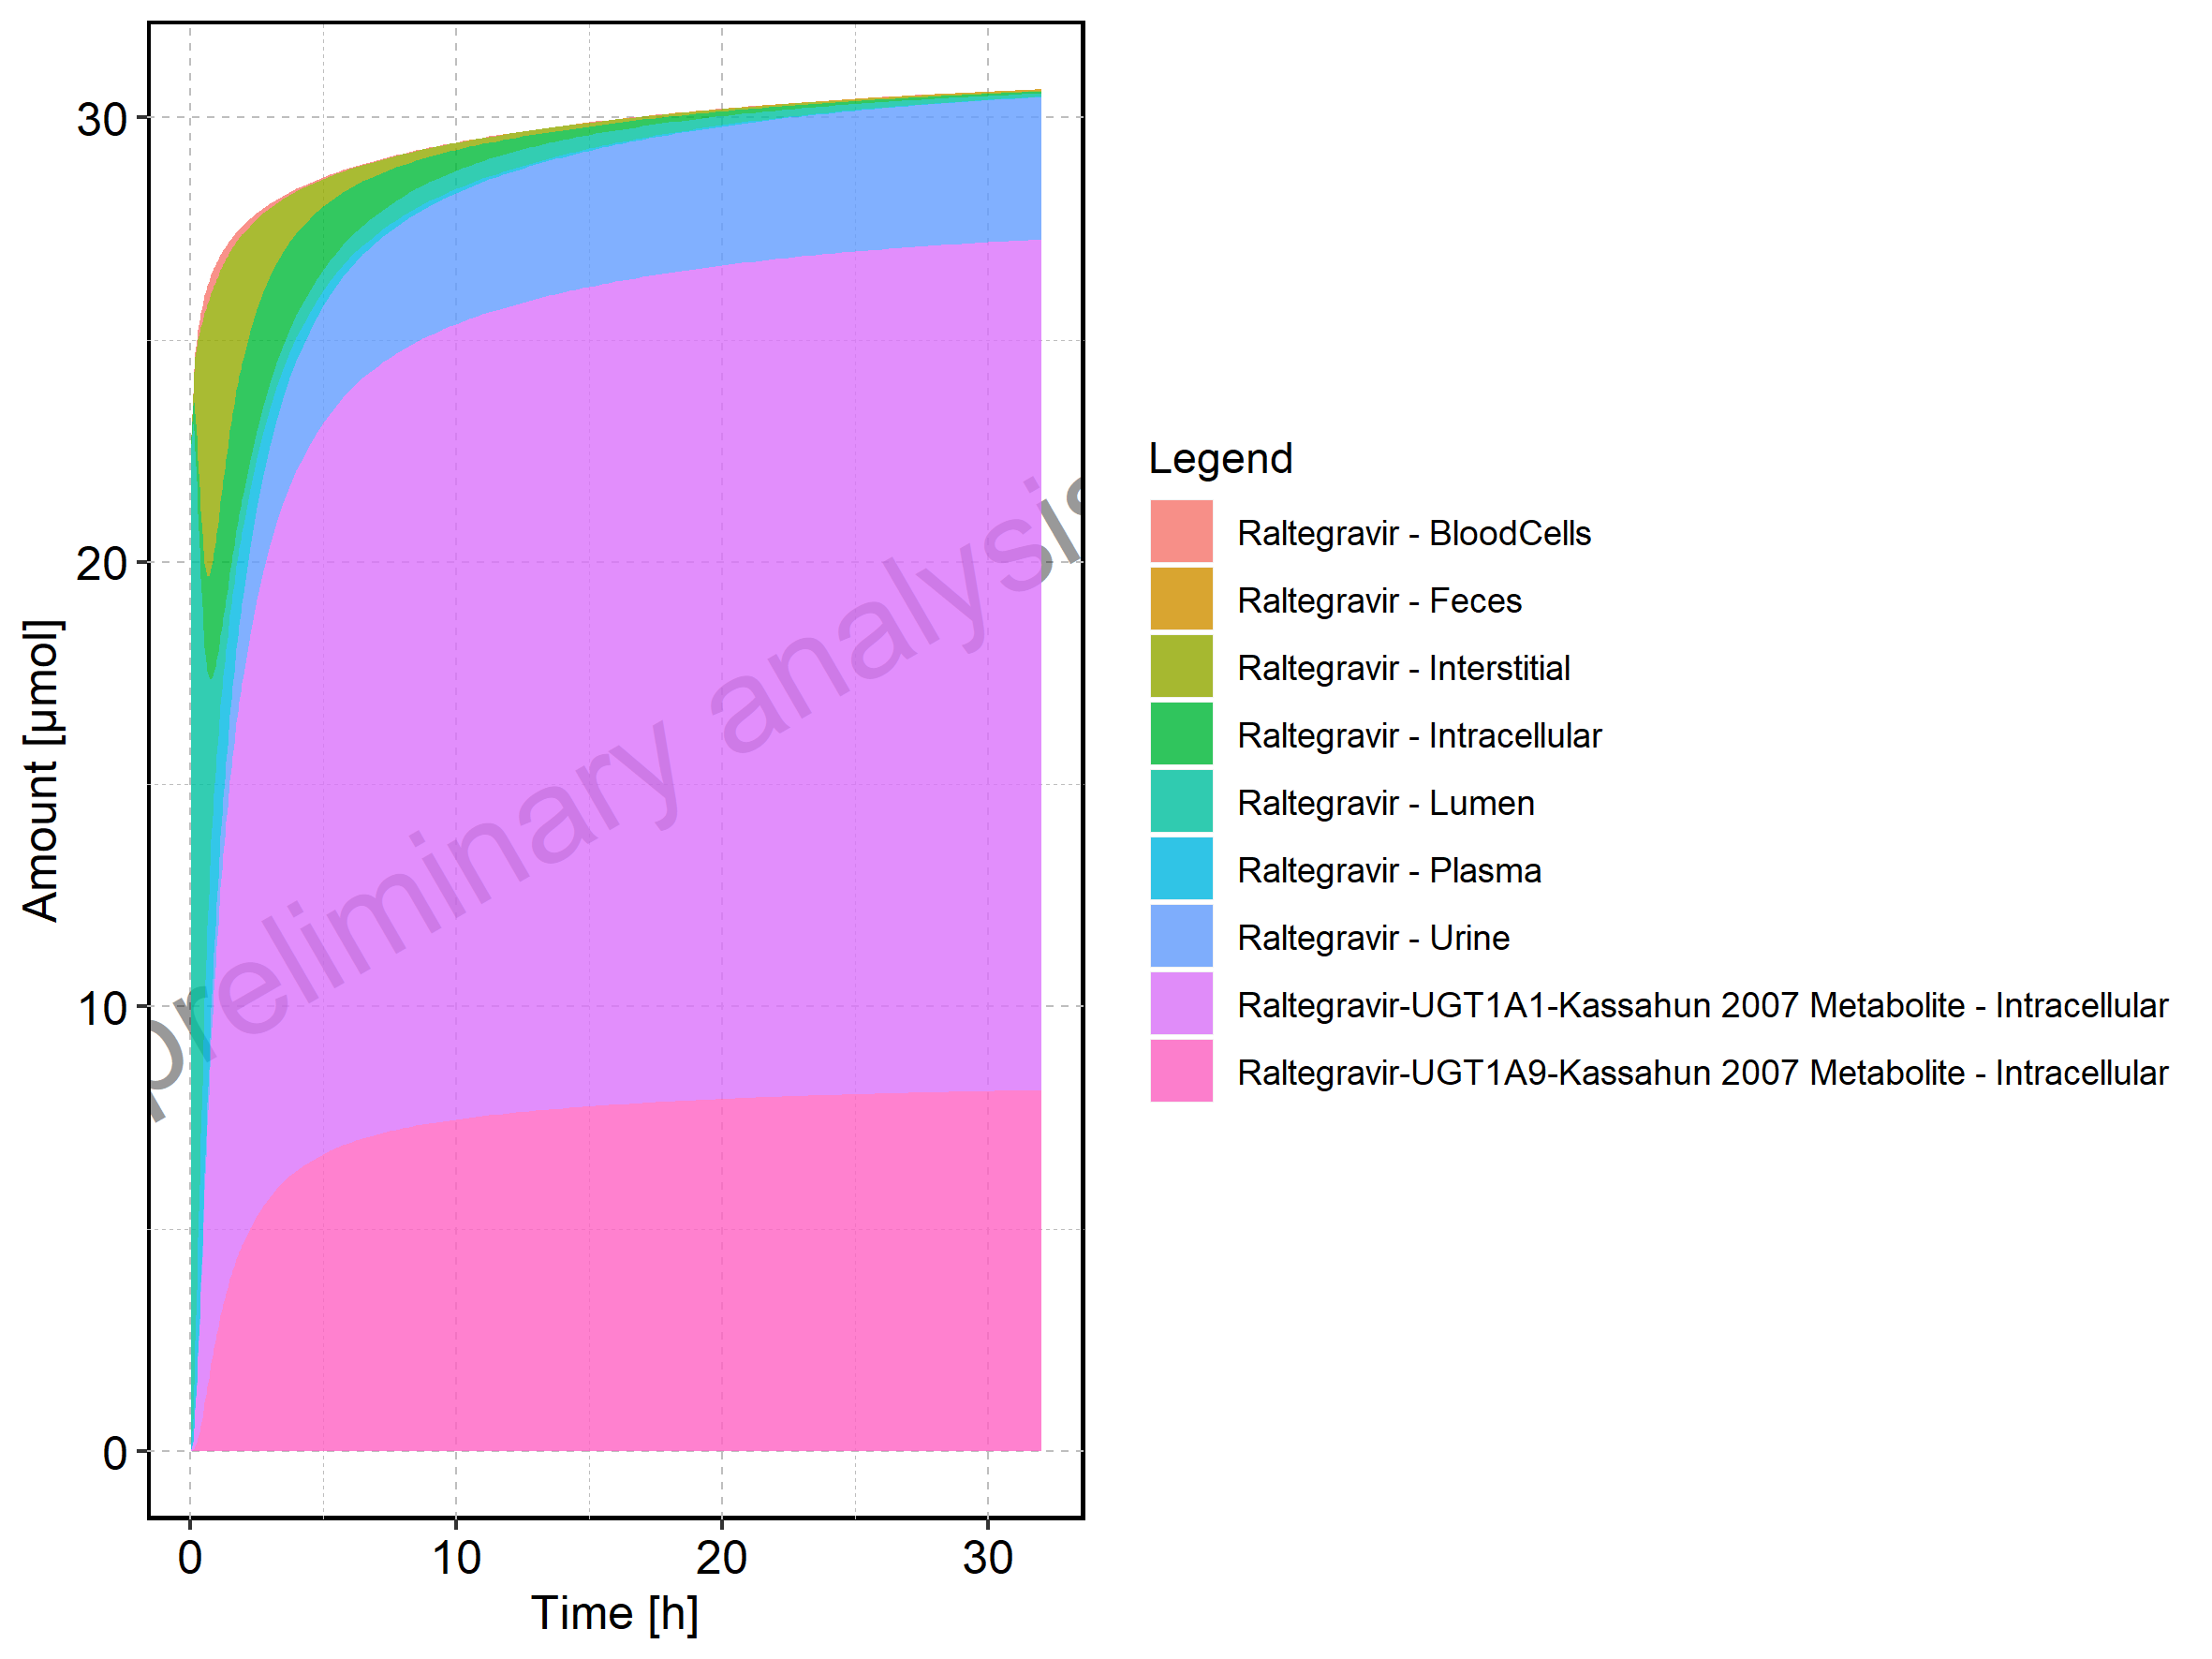 30
20
10
0
0 10 20 30
Amount [µmol]
Time [h]
preliminary analysis
Legend
Raltegravir - BloodCells
Raltegravir - Feces
Raltegravir - Interstitial
Raltegravir - Intracellular
Raltegravir - Lumen
Raltegravir - Plasma
Raltegravir - Urine
Raltegravir-UGT1A1-Kassahun 2007 Metabolite - Intracellular
Raltegravir-UGT1A9-Kassahun 2007 Metabolite - Intracellular